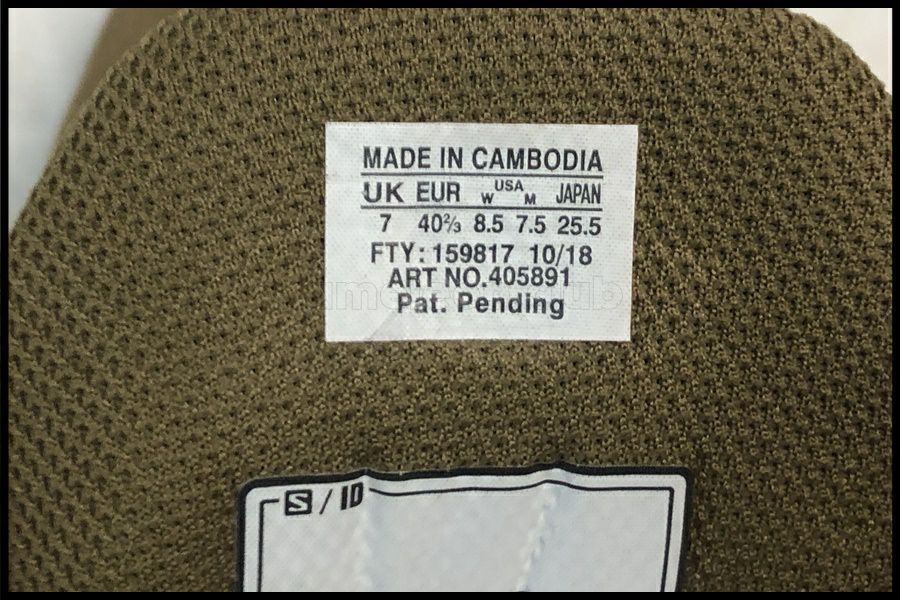 MADE IN CAMBODIA
UK EUR W USA M JAPAN
7 40⅔ 8.5 7.5 25.5
FTY: 159817 10/18
ART NO. 405891
Pat. Pending
S / ID